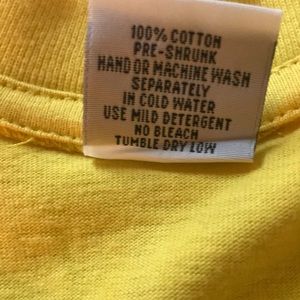 100% COTTON
PRE-SHRUNK
HAND OR MACHINE WASH
SEPARATELY
IN COLD WATER
USE MILD DETERGENT
NO BLEACH
TUMBLE DRY LOW